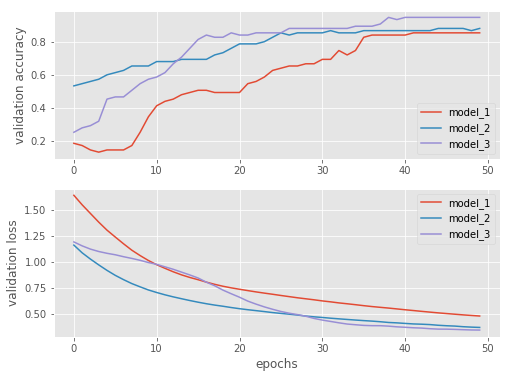 validation accuracy
0.8
0.6
0.4
0.2
0 10 20 30 40 50
model_1
model_2
model_3
validation loss
1.50
1.25
1.00
0.75
0.50
0 10 20 30 40 50
model_1
model_2
model_3
epochs